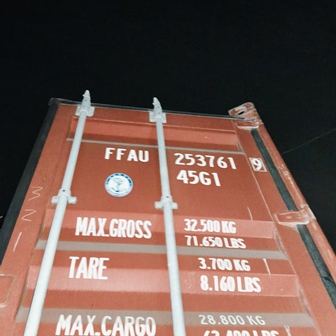 FFAU 253761 9
45G1
MAX.GROSS 32.500 KG
71.650 LBS
TARE 3.700 KG
8.160 LBS
MAX.CARGO 28.800 KG